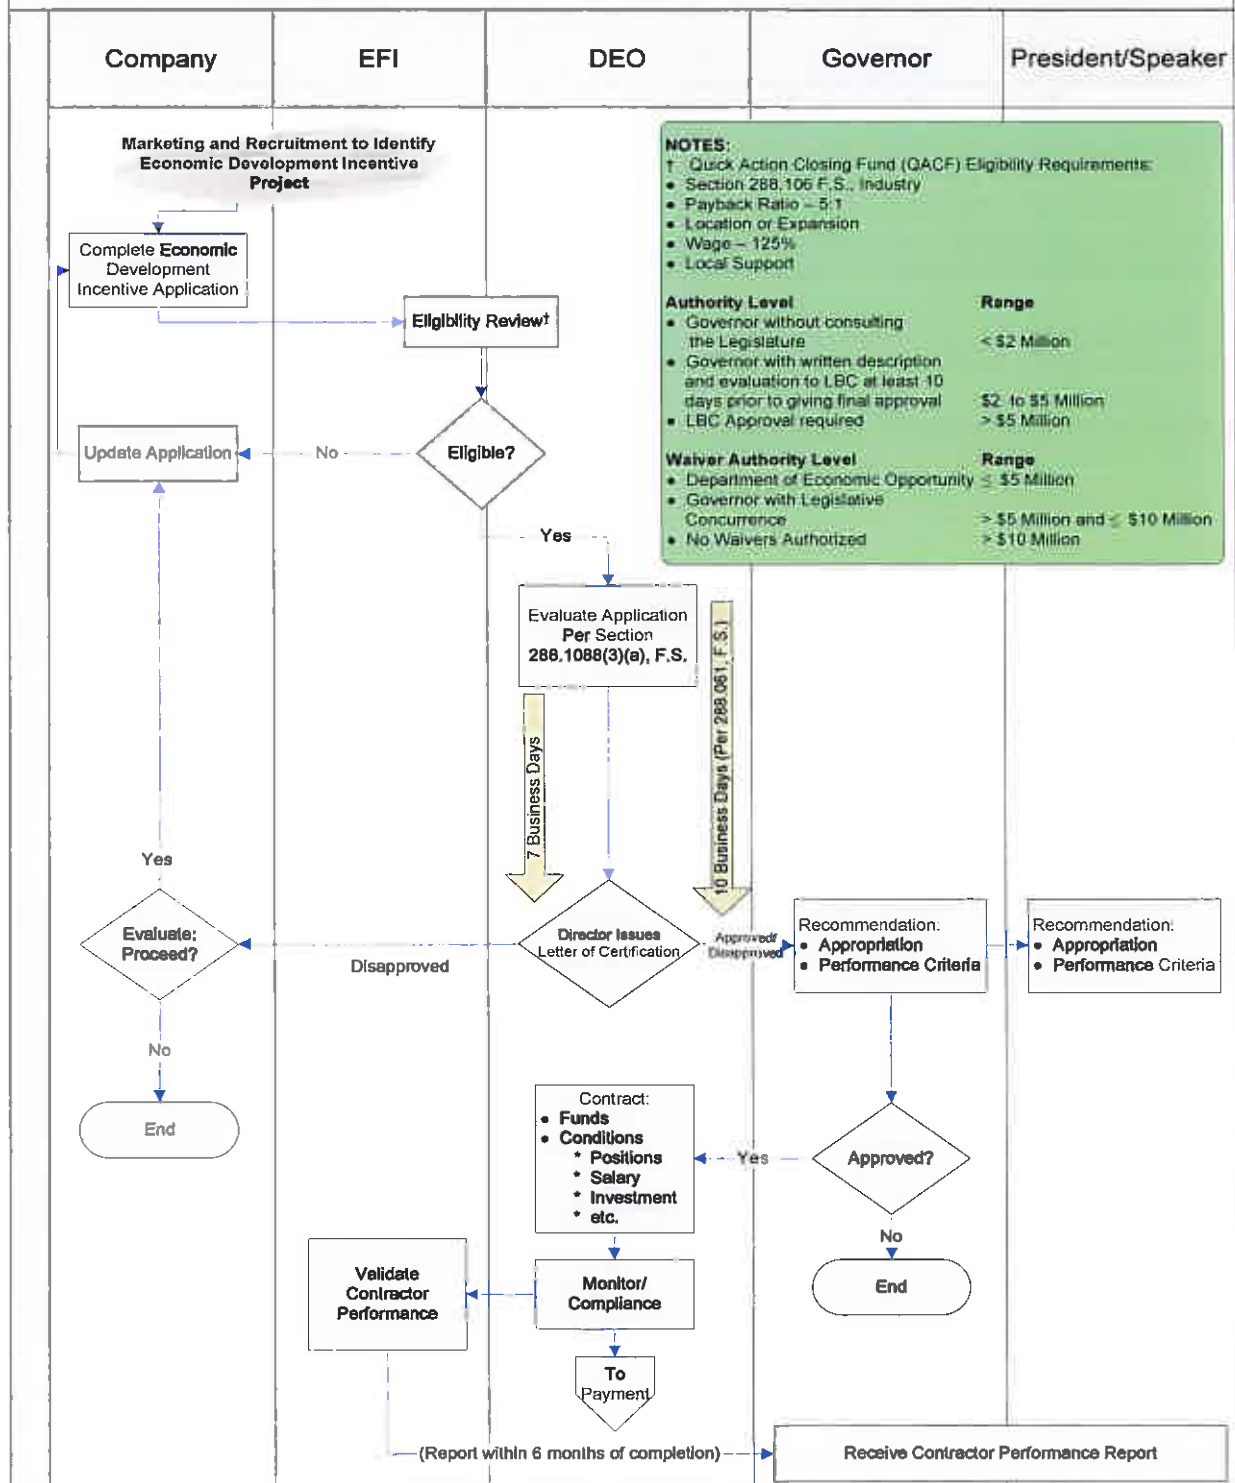 Company
EFI
DEO
Governor
President/Speaker
Marketing and Recruitment to Identify
Economic Development Incentive
Project
NOTES:
† Quick Action Closing Fund (QACF) Eligibility Requirements:
• Section 288.106 F.S., Industry
• Payback Ratio – 5:1
• Location or Expansion
• Wage – 125%
• Local Support
Authority Level Range
• Governor without consulting
the Legislature < $2 Million
• Governor with written description
and evaluation to LBC at least 10
days prior to giving final approval $2 to $5 Million
• LBC Approval required > $5 Million
Waiver Authority Level Range
• Department of Economic Opportunity ≤ $5 Million
• Governor with Legislative
Concurrence > $5 Million and ≤ $10 Million
• No Waivers Authorized > $10 Million
Complete Economic
Development
Incentive Application
Eligibility Review†
Update Application
No
Eligible?
Yes
Evaluate Application
Per Section
288.1088(3)(a), F.S.
7 Business Days
10 Business Days (Per 288.061, F.S.)
Yes
Evaluate:
Proceed?
Disapproved
Director Issues
Letter of Certification
Approved/
Disapproved
Recommendation:
• Appropriation
• Performance Criteria
Recommendation:
• Appropriation
• Performance Criteria
No
End
Contract:
• Funds
• Conditions
* Positions
* Salary
* Investment
* etc.
Yes
Approved?
No
End
Validate
Contractor
Performance
Monitor/
Compliance
To
Payment
(Report within 6 months of completion)
Receive Contractor Performance Report